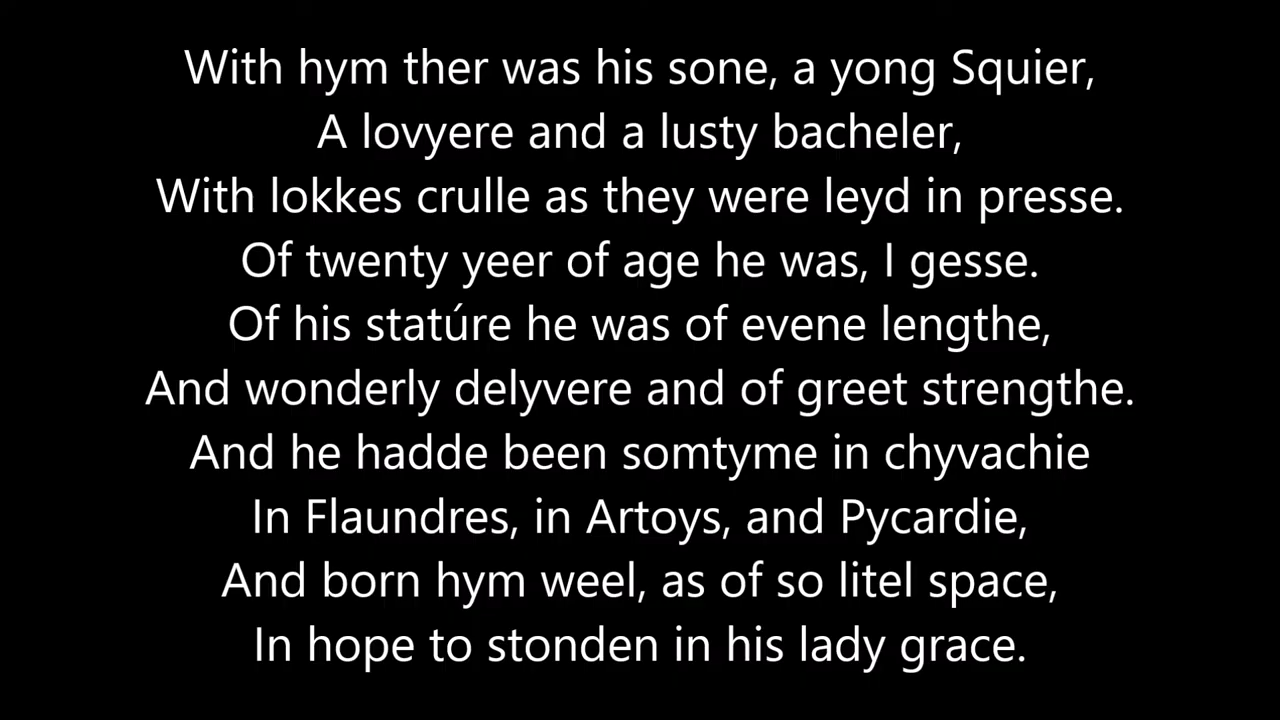 With hym ther was his sone, a yong Squier,
A lovyere and a lusty bacheler,
With lokkes crulle as they were leyd in presse.
Of twenty yeer of age he was, I gesse.
Of his statúre he was of evene lengthe,
And wonderly delyvere and of greet strengthe.
And he hadde been somtyme in chyvachie
In Flaundres, in Artoys, and Pycardie,
And born hym weel, as of so litel space,
In hope to stonden in his lady grace.